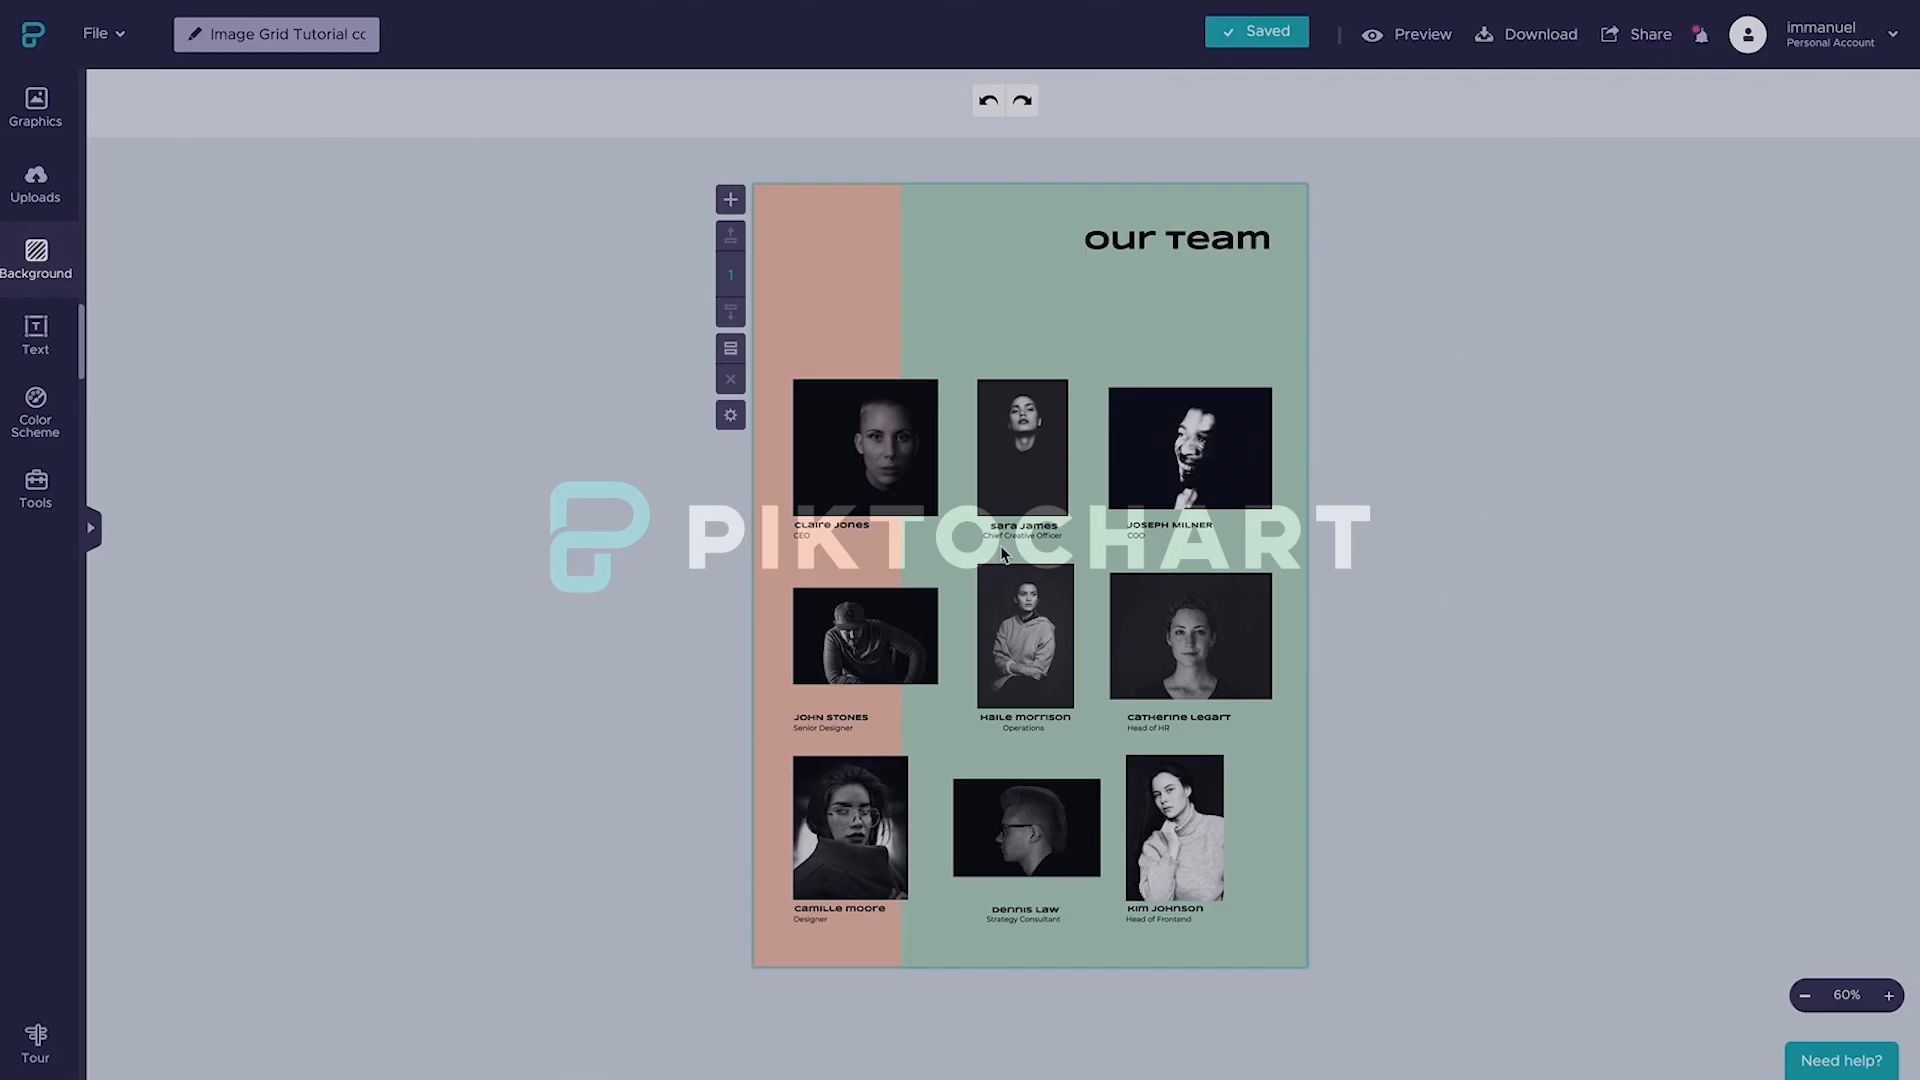 File
Image Grid Tutorial cc
Saved
Preview
Download
Share
immanuel
Personal Account
Graphics
Uploads
Background
Text
Color
Scheme
Tools
Tour
1
our Team
PIKTOCHART
Claire Jones
CEO
Sara James
Chief Creative Officer
JOSEPH MILNER
COO
JOHN STONES
Senior Designer
Haile Morrison
Operations
Catherine Legart
Head of HR
Camille Moore
Designer
Dennis Law
Strategy Consultant
Kim Johnson
Head of Frontend
60%
Need help?